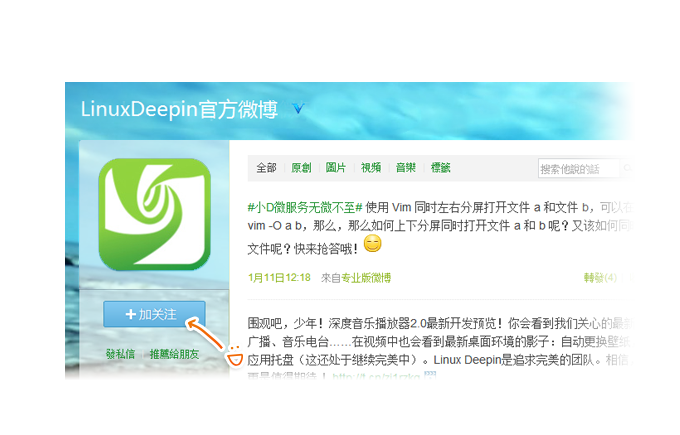 LinuxDeepin官方微博
全部 原創 圖片 視頻 音樂 標籤
搜索他說的話
#小D微服务无微不至# 使用 Vim 同时左右分屏打开文件 a 和文件 b，可以在
vim -O a b，那么，那么如何上下分屏同时打开文件 a 和 b 呢？又该如何同
文件呢？快来抢答哦！
1月11日12:18 來自专业版微博 轉發(4)
加关注
發私信 推薦給朋友
围观吧，少年！深度音乐播放器2.0最新开发预览！你会看到我们关心的最
广播、音乐电台……在视频中也会看到最新桌面环境的影子：自动更换壁纸
应用托盘（这还处于继续完美中）。Linux Deepin是追求完美的团队。相信